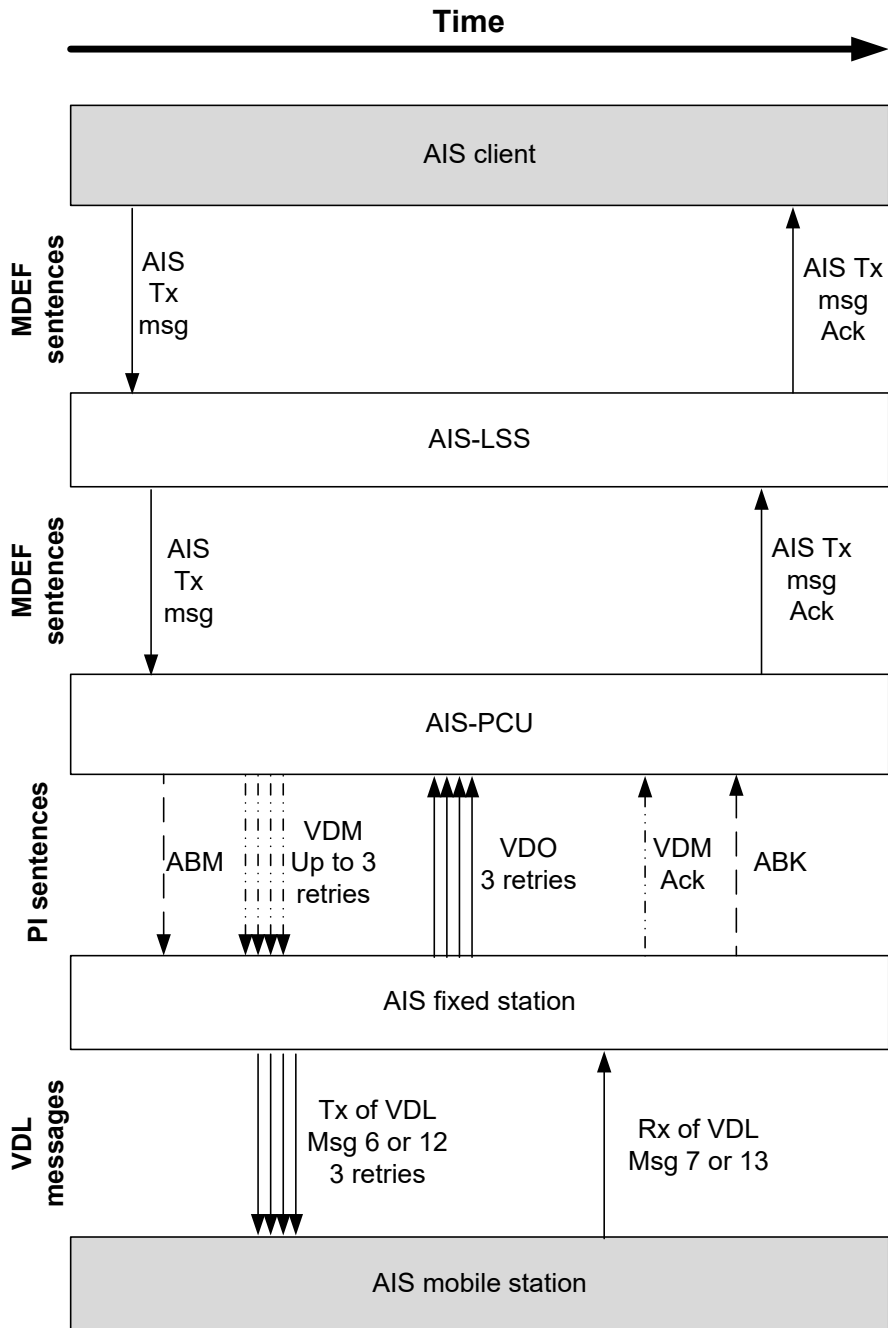 Time
AIS client
MDEF
sentences
AIS
Tx
msg
AIS Tx
msg
Ack
AIS-LSS
MDEF
sentences
AIS
Tx
msg
AIS Tx
msg
Ack
AIS-PCU
PI sentences
ABM
VDM
Up to 3
retries
VDO
3 retries
VDM
Ack
ABK
AIS fixed station
VDL
messages
Tx of VDL
Msg 6 or 12
3 retries
Rx of VDL
Msg 7 or 13
AIS mobile station